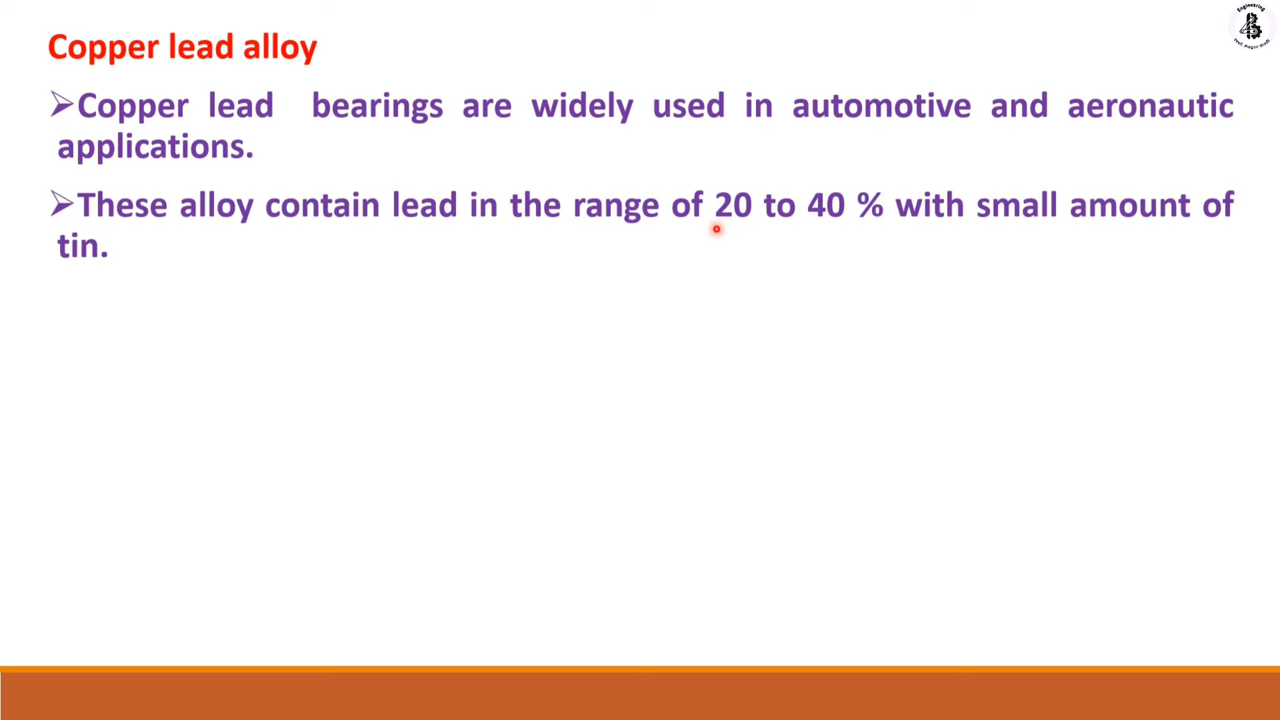 Copper lead alloy
➢Copper lead bearings are widely used in automotive and aeronautic
applications.
➢These alloy contain lead in the range of 20 to 40 % with small amount of
tin.
Engineering